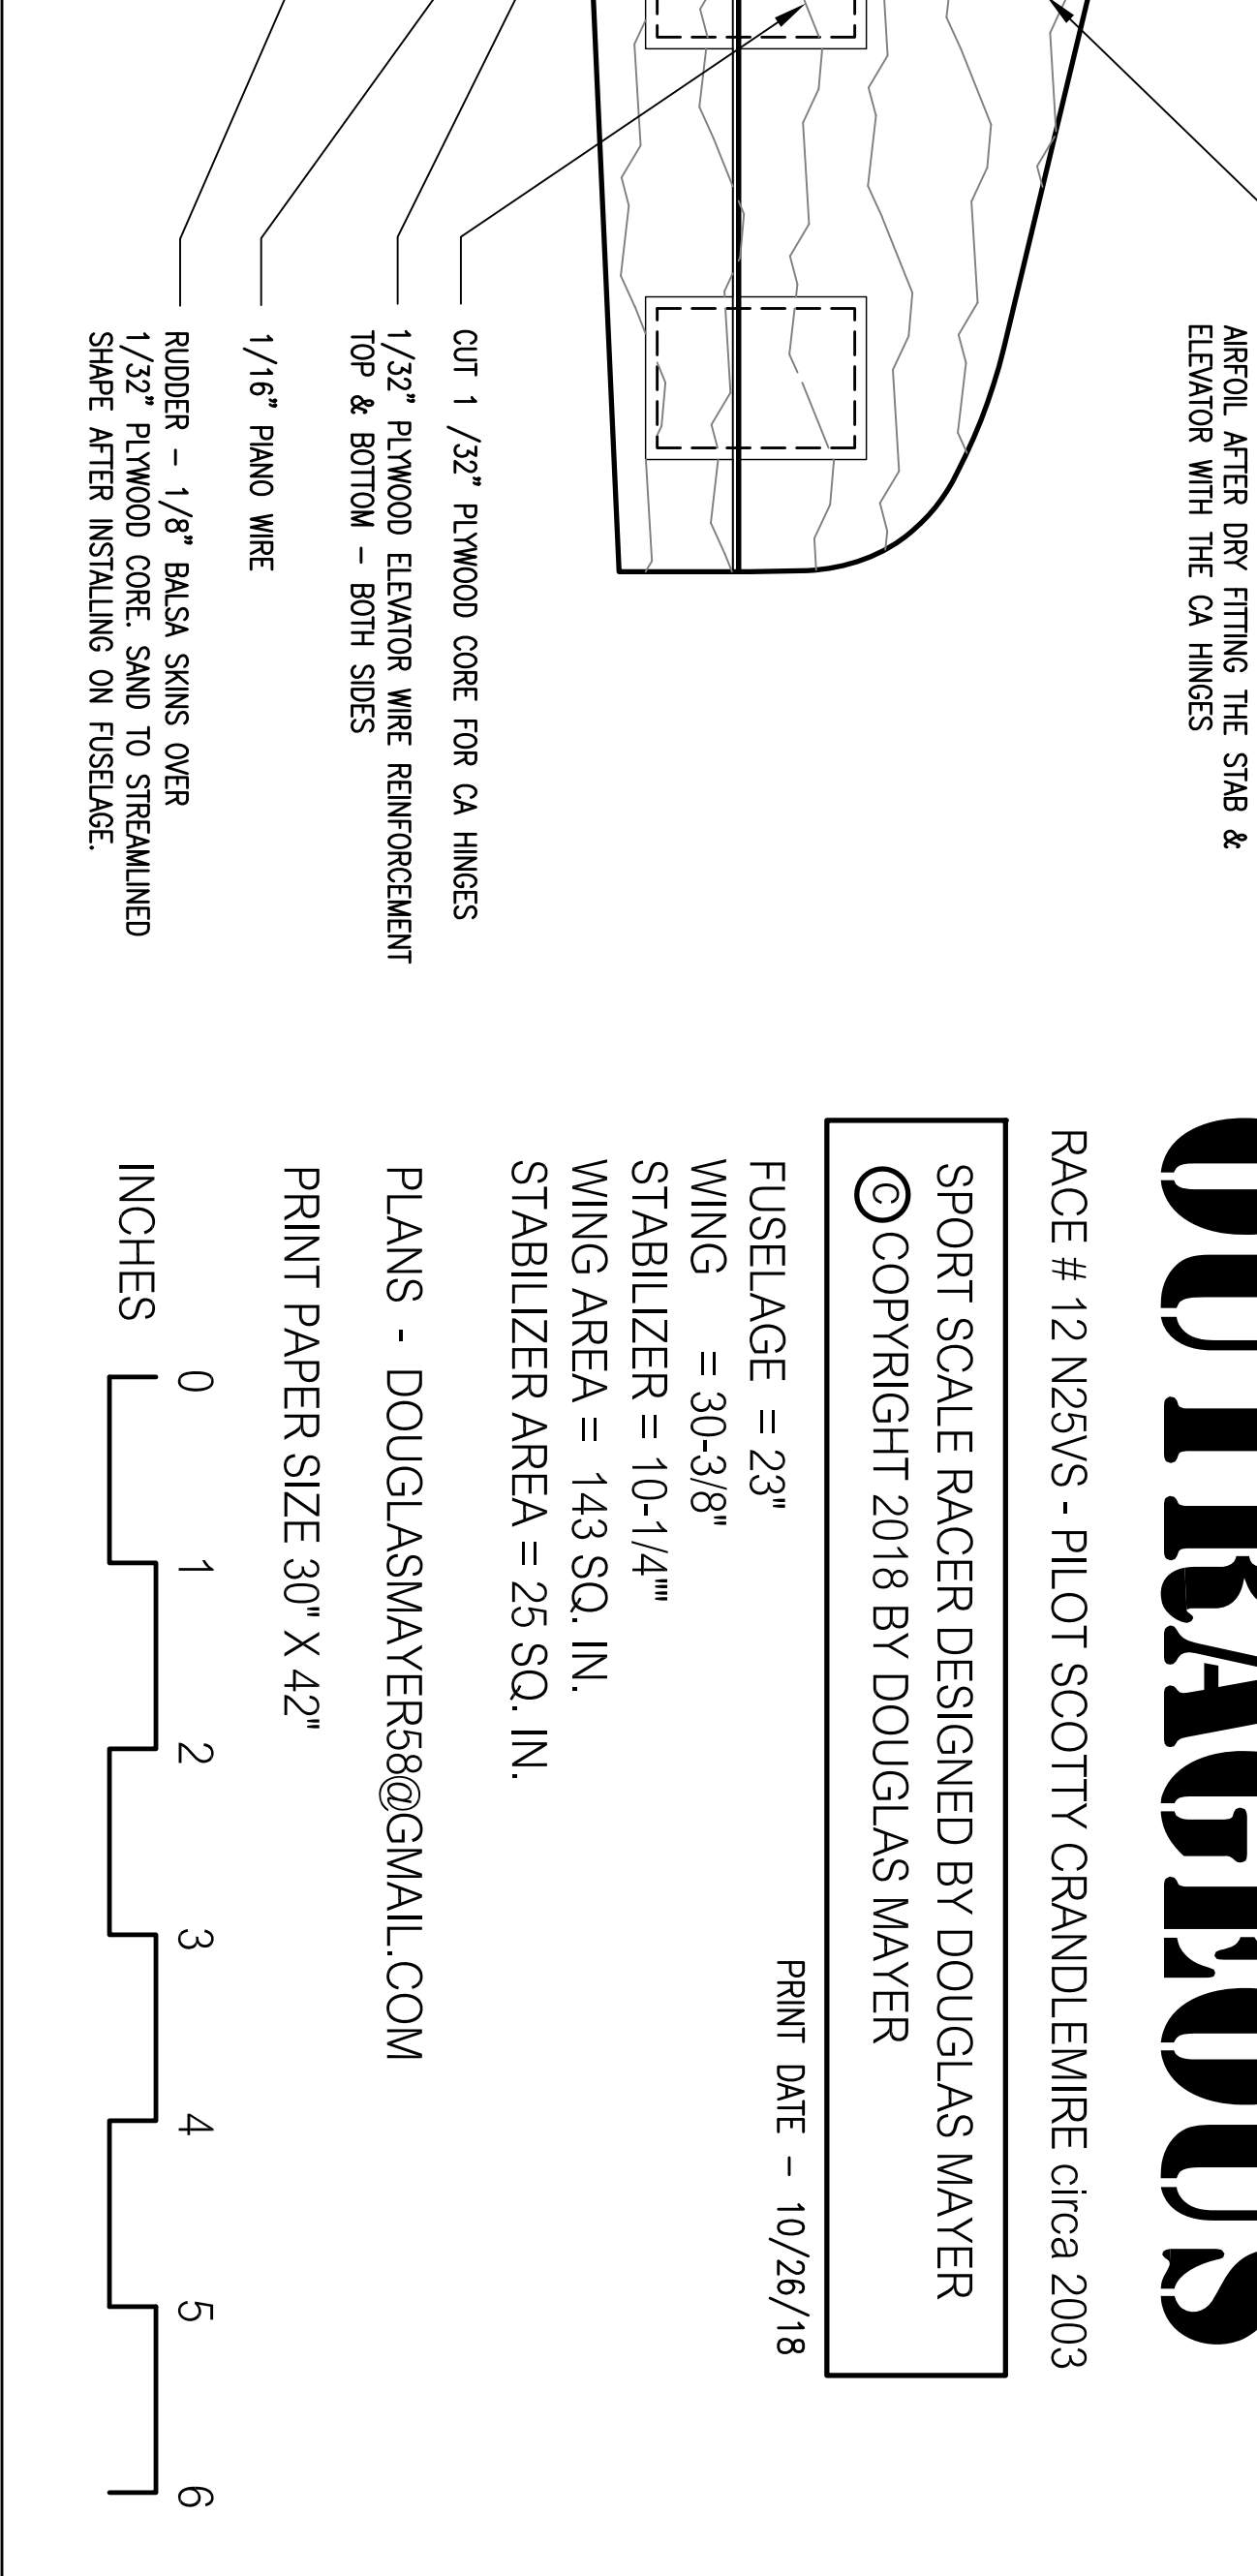 AIRFOIL AFTER DRY FITTING THE STAB &
ELEVATOR WITH THE CA HINGES
CUT 1 /32" PLYWOOD CORE FOR CA HINGES
1/32" PLYWOOD ELEVATOR WIRE REINFORCEMENT
TOP & BOTTOM - BOTH SIDES
1/16" PIANO WIRE
RUDDER - 1/8" BALSA SKINS OVER
1/32" PLYWOOD CORE. SAND TO STREAMLINED
SHAPE AFTER INSTALLING ON FUSELAGE.
OUTRAGEOUS
RACE # 12 N25VS - PILOT SCOTTY CRANDLEMIRE circa 2003
SPORT SCALE RACER DESIGNED BY DOUGLAS MAYER
© COPYRIGHT 2018 BY DOUGLAS MAYER
PRINT DATE - 10/26/18
FUSELAGE = 23"
WING = 30-3/8"
STABILIZER = 10-1/4""
WING AREA = 143 SQ. IN.
STABILIZER AREA = 25 SQ. IN.
PLANS - DOUGLASMAYER58@GMAIL.COM
PRINT PAPER SIZE 30" X 42"
0 1 2 3 4 5 6
INCHES